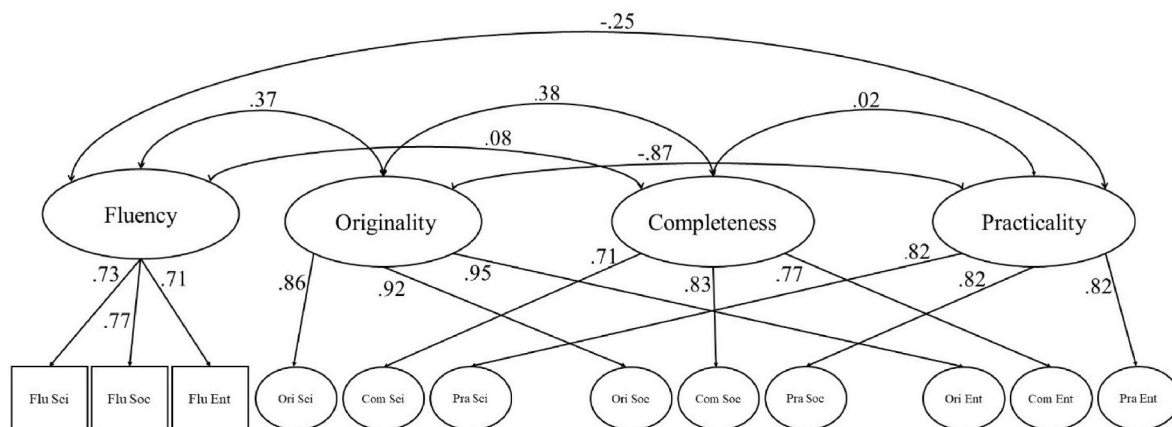 -.25
.37
.38
.02
.08
-.87
Fluency
Originality
Completeness
Practicality
.73
.77
.71
.86
.92
.95
.71
.83
.77
.82
.82
.82
Flu Sci
Flu Soc
Flu Ent
Ori Sci
Com Sci
Pra Sci
Ori Soc
Com Soc
Pra Soc
Ori Ent
Com Ent
Pra Ent